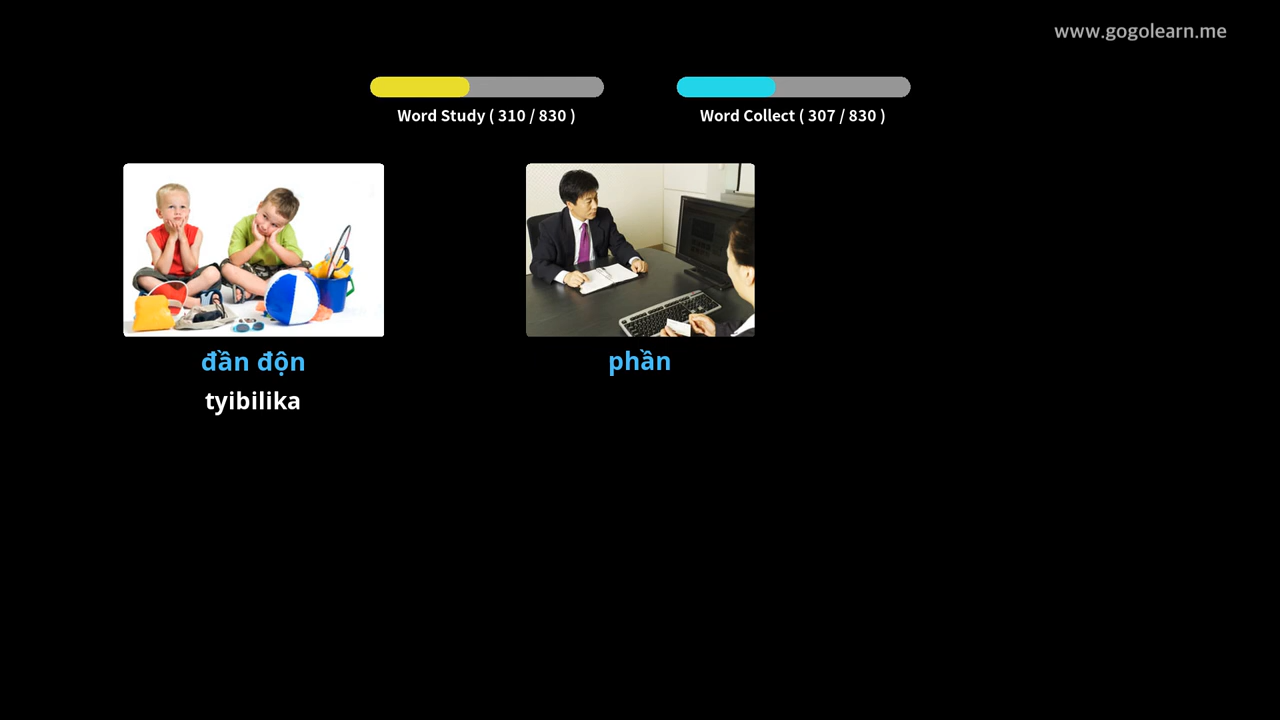 www.gogolearn.me
Word Study ( 310 / 830 )
Word Collect ( 307 / 830 )
đần độn
phần
tyibilika